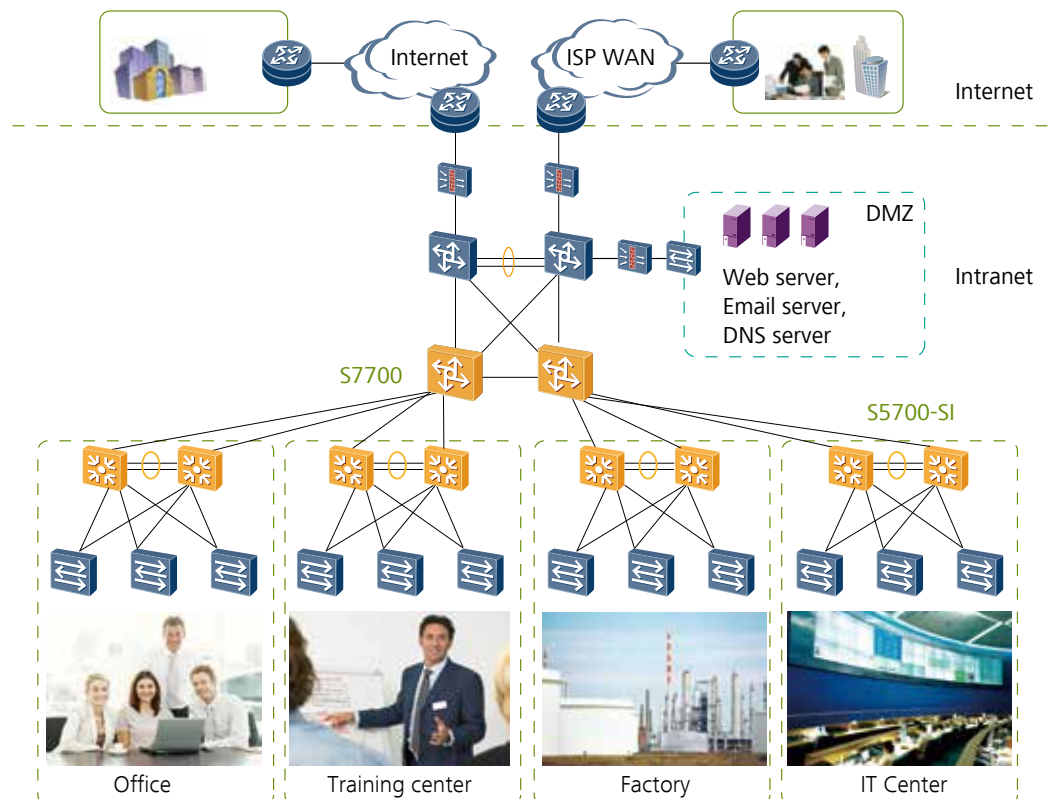 Internet
ISP WAN
Internet
DMZ
Web server,
Email server,
DNS server
Intranet
S7700
S5700-SI
Office
Training center
Factory
IT Center